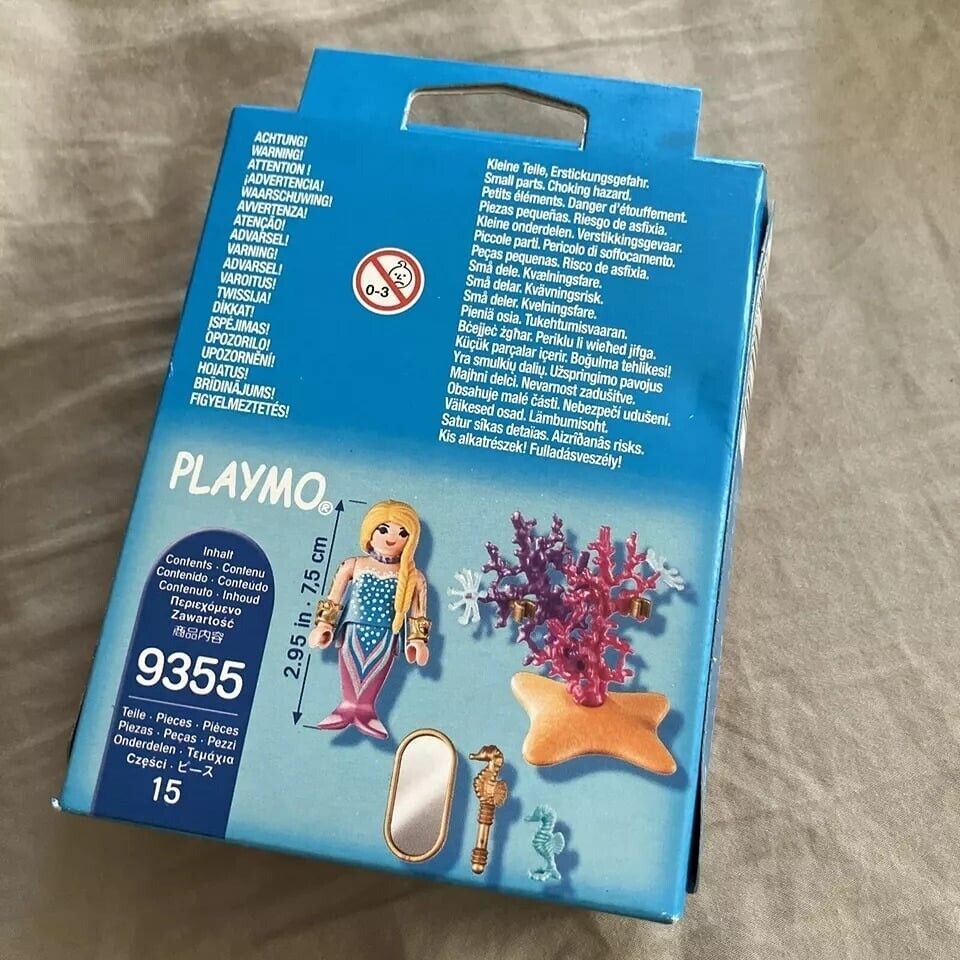 ACHTUNG!
WARNING!
ATTENTION !
¡ADVERTENCIA!
WAARSCHUWING!
AVVERTENZA!
ATENÇÃO!
ADVARSEL!
VARNING!
ADVARSEL!
VAROITUS!
TWISSIJA!
DİKKAT!
ĮSPĖJIMAS!
OPOZORILO!
UPOZORNĚNÍ!
HOIATUS!
BRĪDINĀJUMS!
FIGYELMEZTETÉS!
0-3
Kleine Teile, Erstickungsgefahr.
Small parts. Choking hazard.
Petits éléments. Danger d'étouffement.
Piezas pequeñas. Riesgo de asfixia.
Kleine onderdelen. Verstikkingsgevaar.
Piccole parti. Pericolo di soffocamento.
Peças pequenas. Risco de asfixia.
Små dele. Kvælningsfare.
Små delar. Kvävningsrisk.
Små deler. Kvelningsfare.
Pieniä osia. Tukehtumisvaaran.
Bċejjeċ żgħar. Periklu li wieħed jifga.
Küçük parçalar içerir. Boğulma tehlikesi!
Yra smulkių dalių. Užspringimo pavojus
Majhni delci. Nevarnost zadušitve.
Obsahuje malé části. Nebezpečí udušení.
Väikesed osad. Lämbumisoht.
Satur sīkas detaļas. Aizrīšanās risks.
Kis alkatrészek! Fulladásveszély!
PLAYMO®
2.95 in · 7,5 cm
Inhalt
Contents · Contenu
Contenido · Conteúdo
Contenuto · Inhoud
Περιεχόμενο
Zawartość
商品内容
9355
Teile · Pieces · Pièces
Piezas · Peças · Pezzi
Onderdelen · Τεμάχια
Części · ピース
15